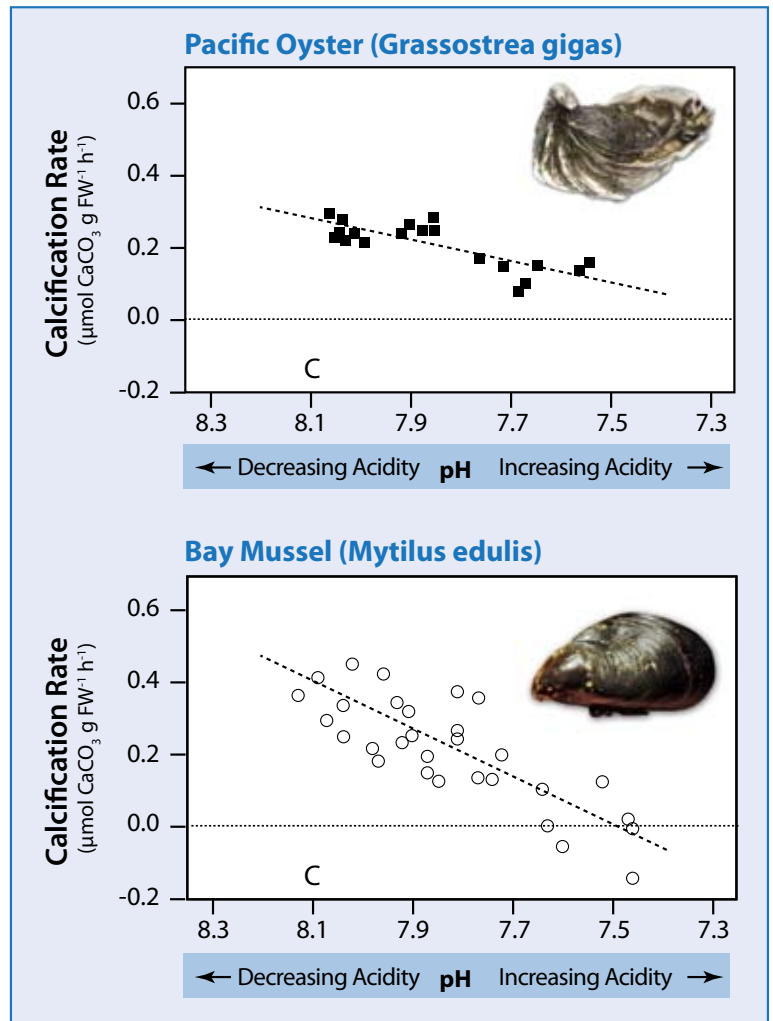 Pacific Oyster (Grassostrea gigas)
Calcification Rate
(µmol CaCO₃ g FW⁻¹ h⁻¹)
0.6
0.4
0.2
0.0
-0.2
C
8.3 8.1 7.9 7.7 7.5 7.3
← Decreasing Acidity pH Increasing Acidity →
Bay Mussel (Mytilus edulis)
Calcification Rate
(µmol CaCO₃ g FW⁻¹ h⁻¹)
0.6
0.4
0.2
0.0
-0.2
C
8.3 8.1 7.9 7.7 7.5 7.3
← Decreasing Acidity pH Increasing Acidity →